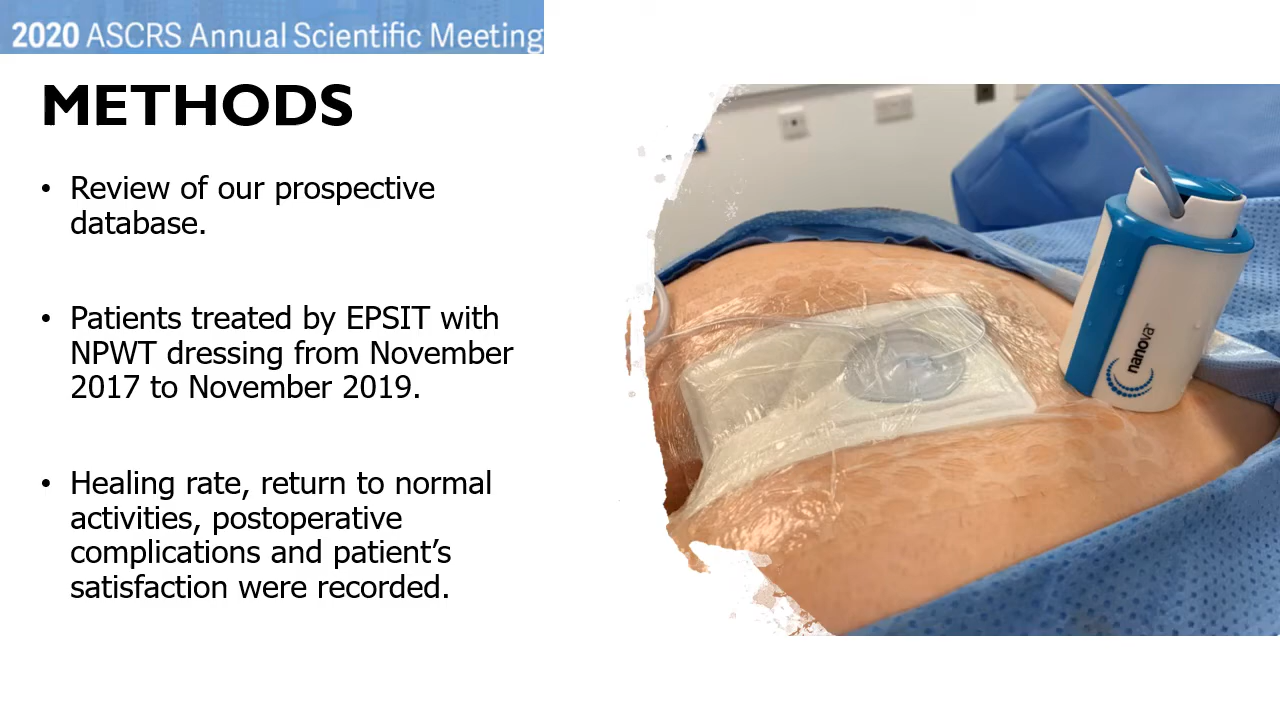 2020 ASCRS Annual Scientific Meeting
METHODS
• Review of our prospective
database.
• Patients treated by EPSIT with
NPWT dressing from November
2017 to November 2019.
• Healing rate, return to normal
activities, postoperative
complications and patient’s
satisfaction were recorded.
nanova™